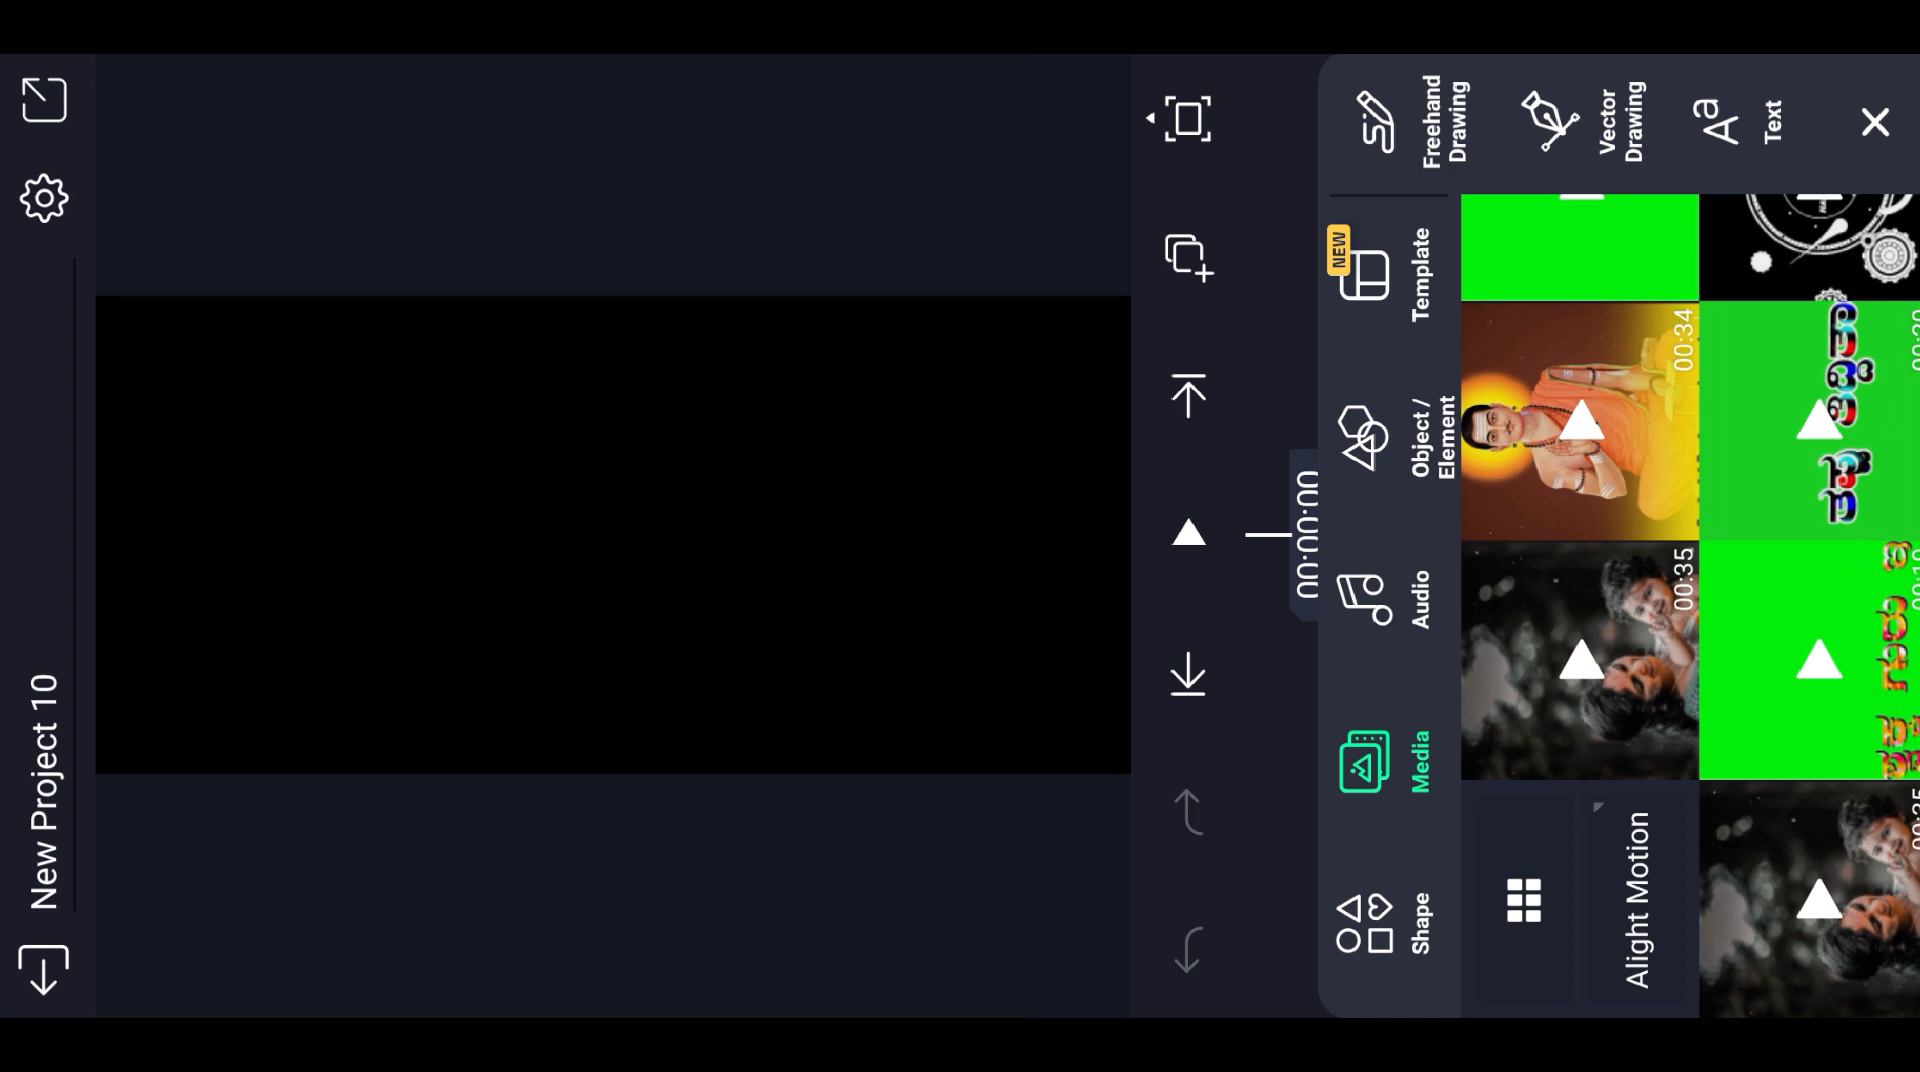 New Project 10
00:00:00
Freehand
Drawing
Vector
Drawing
Text
NEW
Template
Object /
Element
Audio
Media
Shape
Alight Motion
00:34
00:35